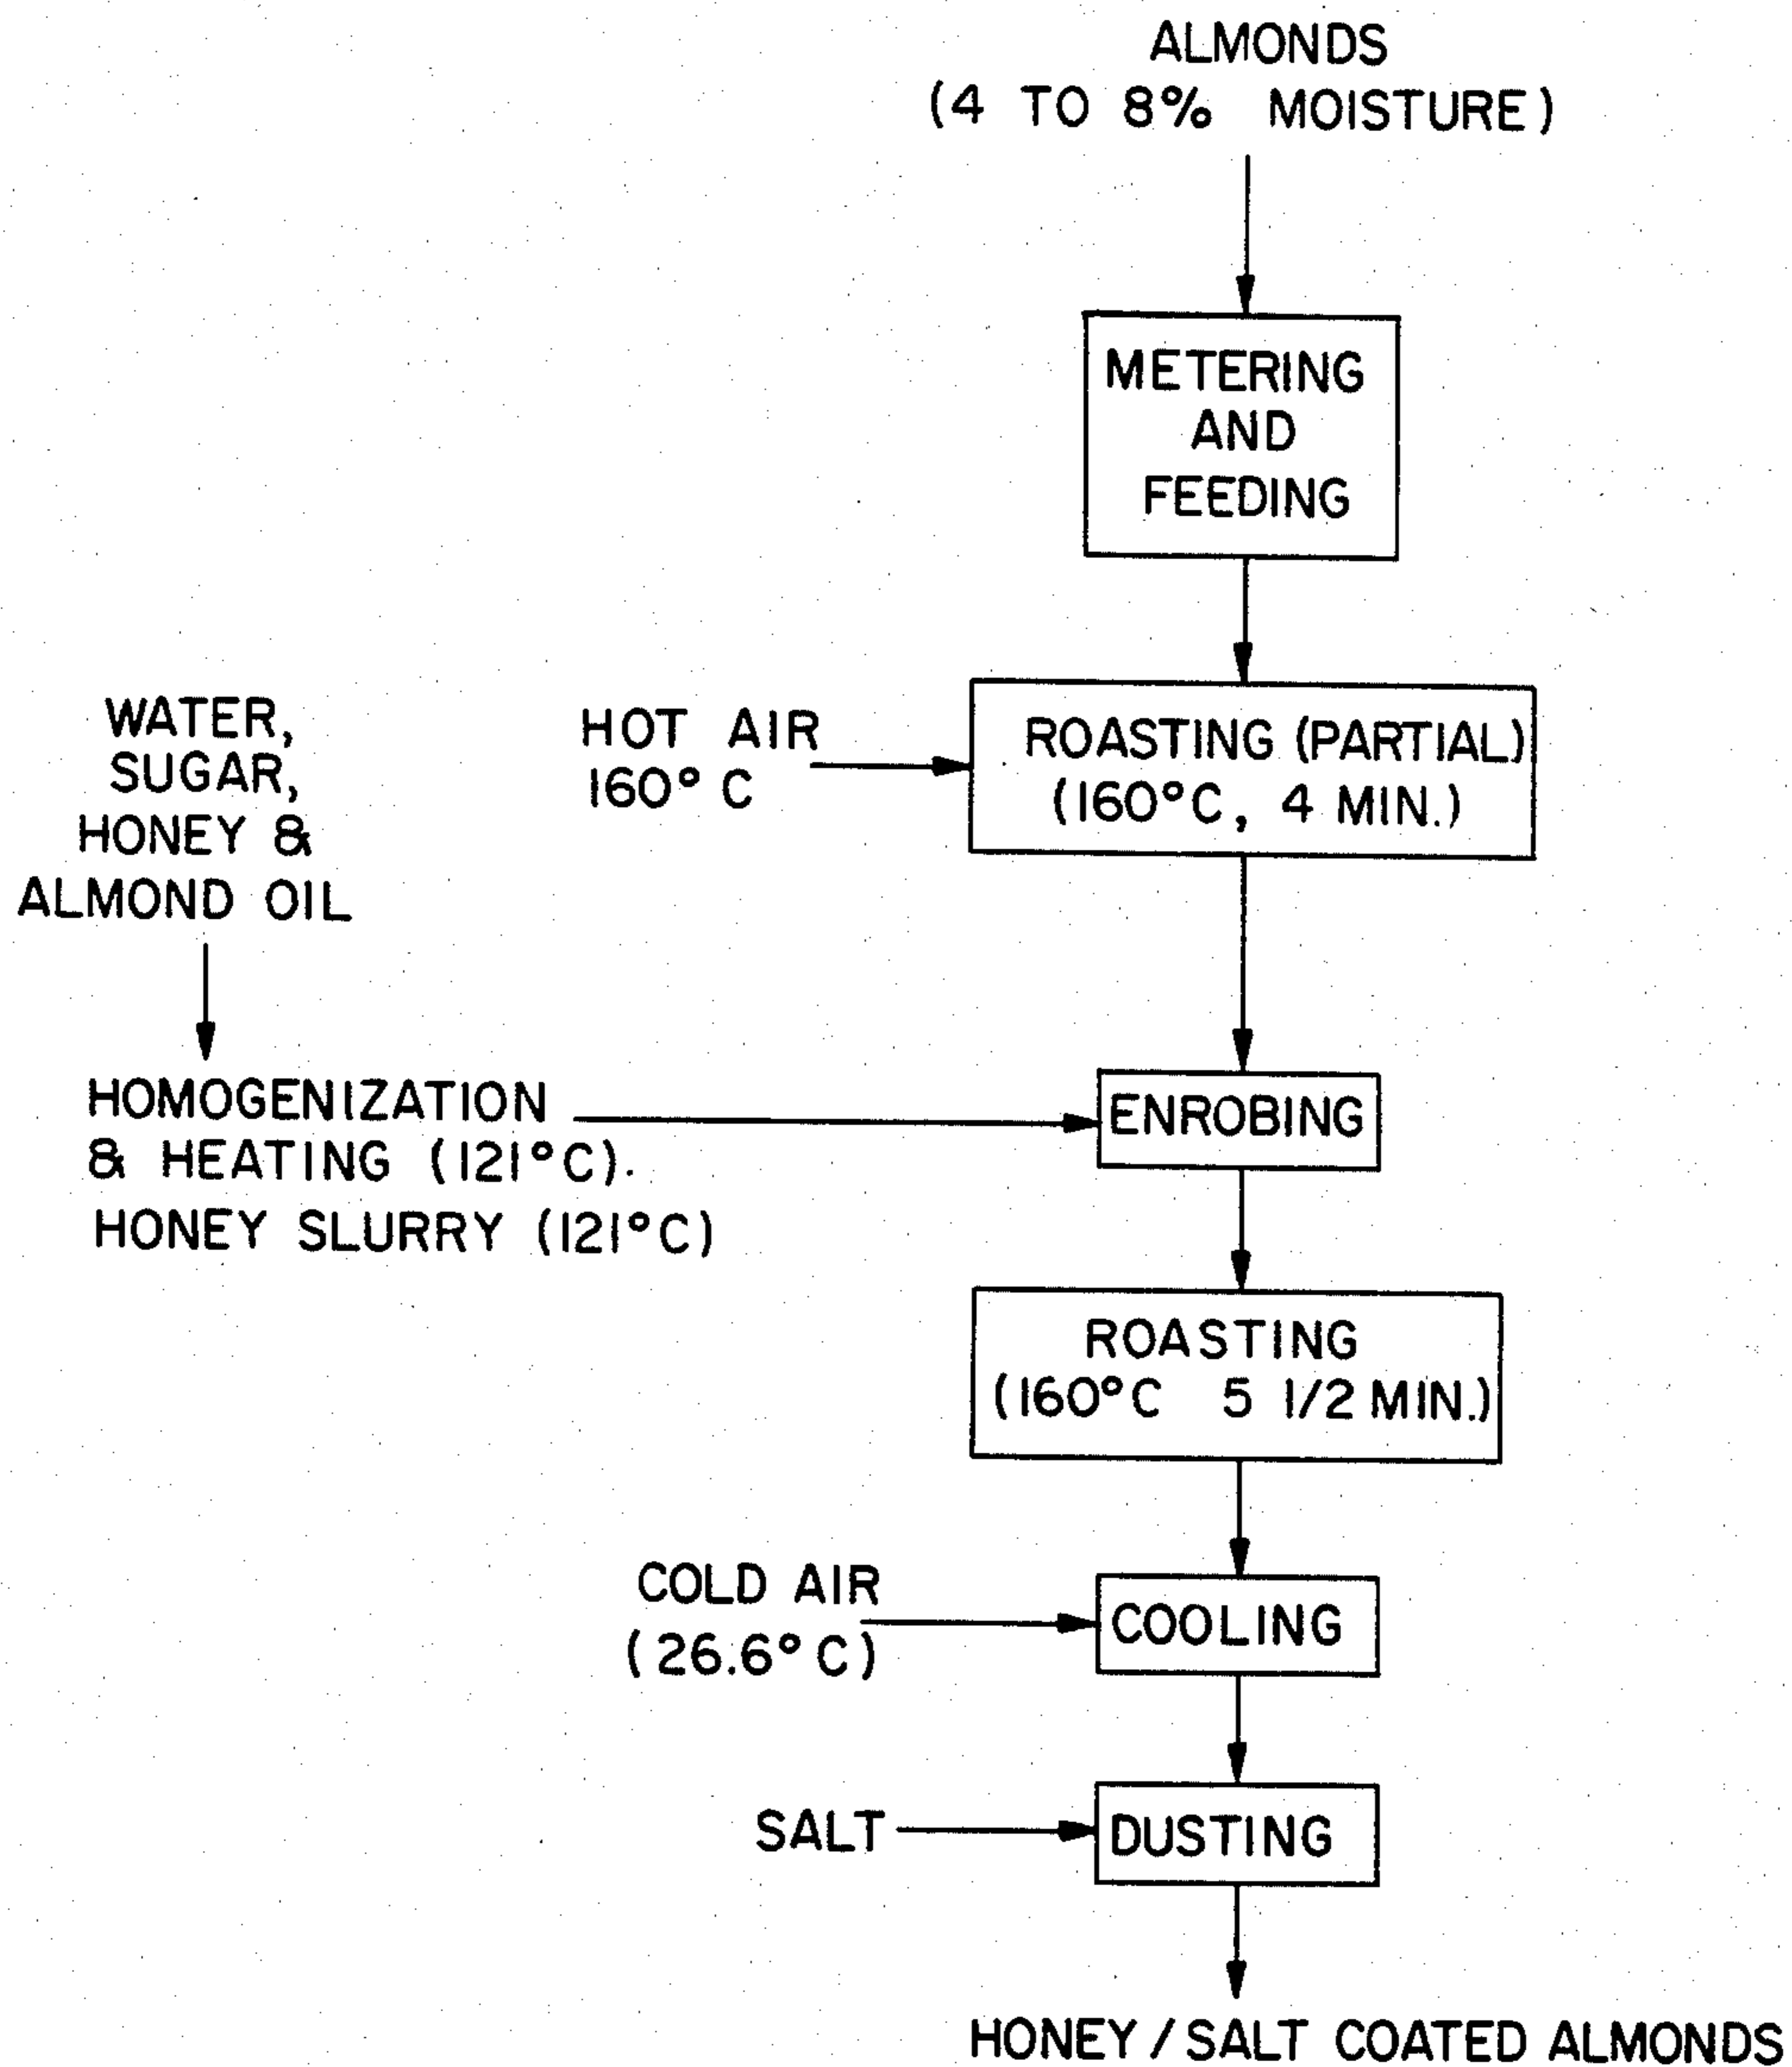 ALMONDS
(4 TO 8% MOISTURE)
METERING
AND
FEEDING
WATER,
SUGAR,
HONEY &
ALMOND OIL
HOT AIR
160°C
ROASTING (PARTIAL)
(160°C, 4 MIN.)
HOMOGENIZATION
& HEATING (121°C).
HONEY SLURRY (121°C)
ENROBING
ROASTING
(160°C 5 1/2 MIN.)
COLD AIR
(26.6°C)
COOLING
SALT
DUSTING
HONEY / SALT COATED ALMONDS